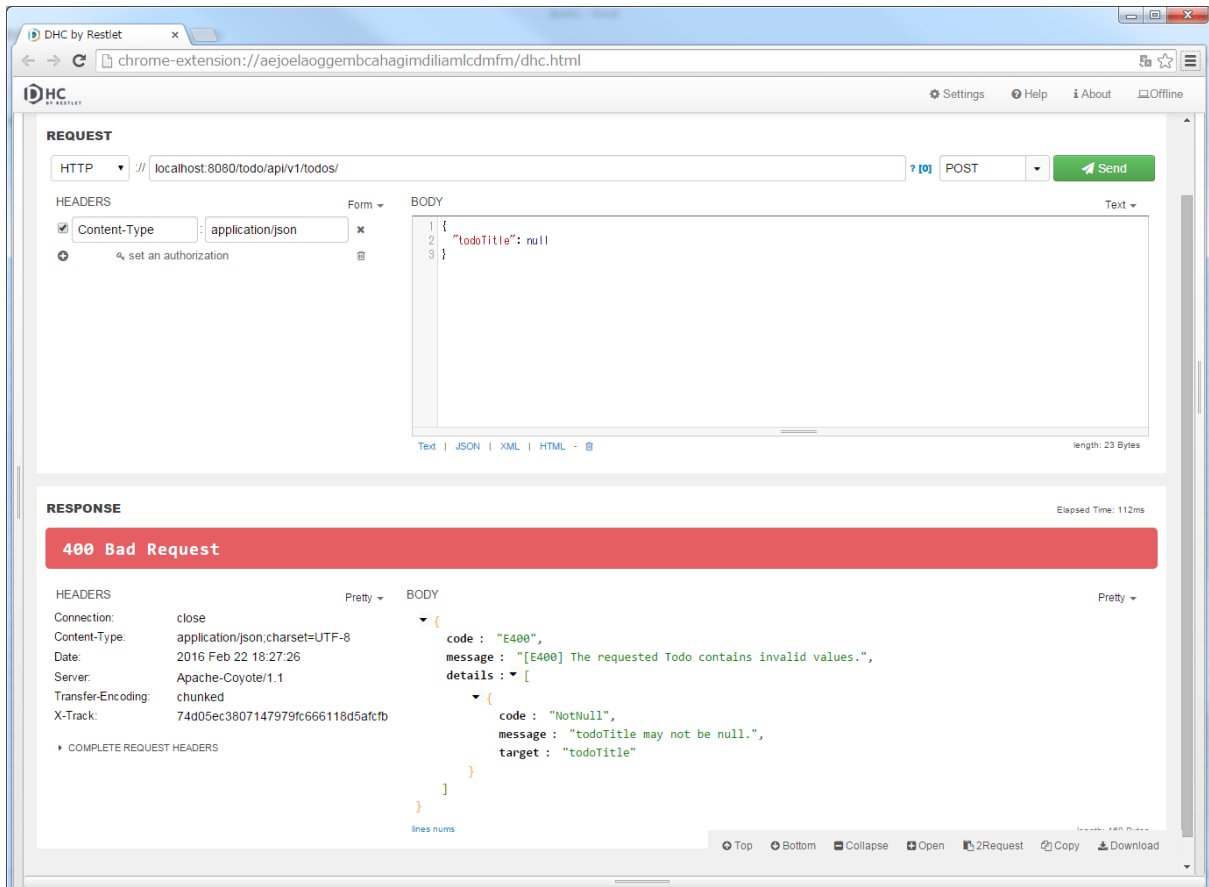 DHC by Restlet x
chrome-extension://aejoelaoggembcahagimdiliamlcdmfm/dhc.html
DHC BY RESTLET Settings Help About Offline
REQUEST
HTTP :// localhost:8080/todo/api/v1/todos/ ? [0] POST Send
HEADERS Form BODY Text
Content-Type : application/json
set an authorization
1 {
2 "todoTitle": null
3 }
Text | JSON | XML | HTML - length: 23 Bytes
RESPONSE Elapsed Time: 112ms
400 Bad Request
HEADERS Pretty BODY Pretty
Connection: close
Content-Type: application/json;charset=UTF-8
Date: 2016 Feb 22 18:27:26
Server: Apache-Coyote/1.1
Transfer-Encoding: chunked
X-Track: 74d05ec3807147979fc666118d5afcfb
COMPLETE REQUEST HEADERS
{
code : "E400",
message : "[E400] The requested Todo contains invalid values.",
details : [
{
code : "NotNull",
message : "todoTitle may not be null.",
target : "todoTitle"
}
]
}
lines nums
Top Bottom Collapse Open 2Request Copy Download